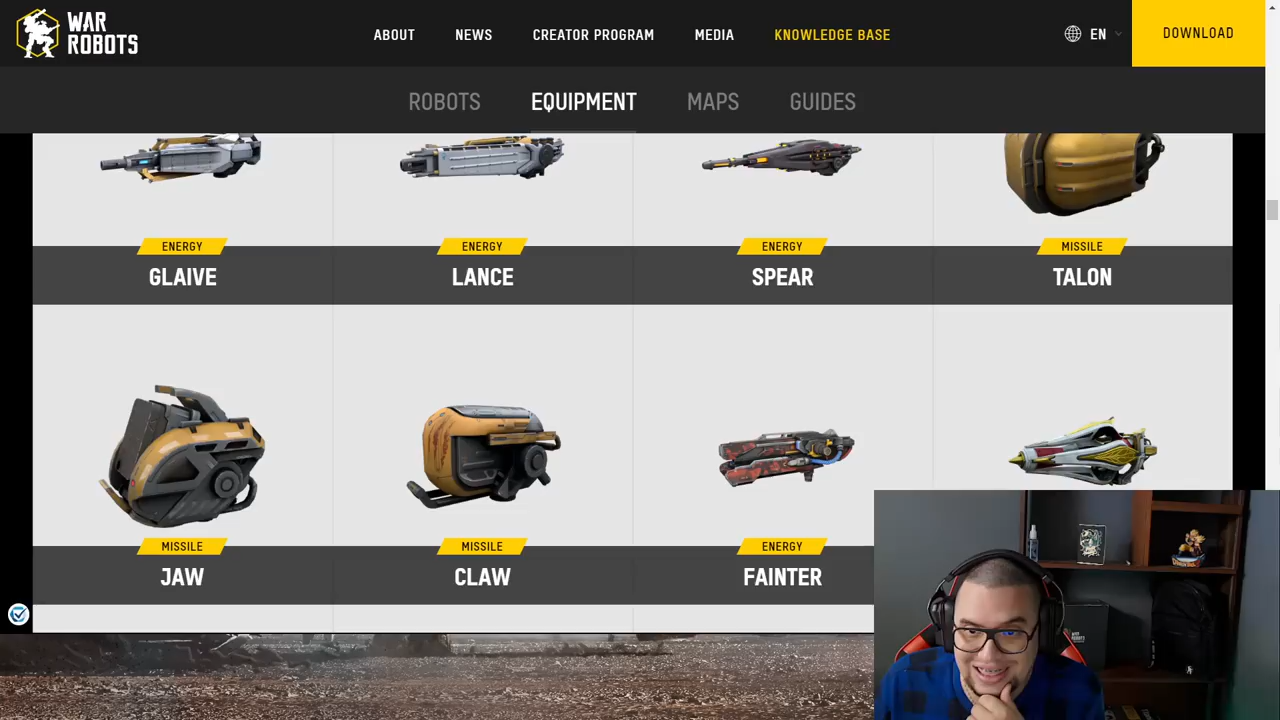 WAR
ROBOTS
ABOUT NEWS CREATOR PROGRAM MEDIA KNOWLEDGE BASE
EN
DOWNLOAD
ROBOTS EQUIPMENT MAPS GUIDES
ENERGY ENERGY ENERGY MISSILE
GLAIVE LANCE SPEAR TALON
MISSILE MISSILE ENERGY
JAW CLAW FAINTER